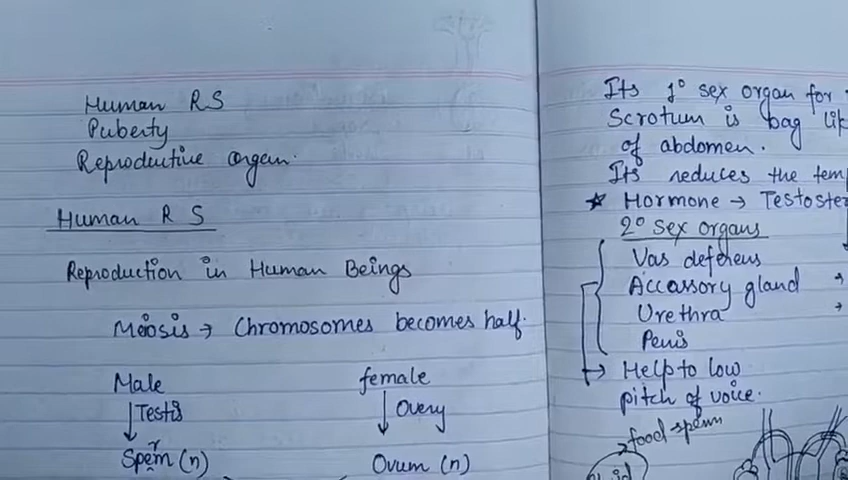 Human RS
Puberty
Reproductive organ.
Human R S
Reproduction in Human Beings
Meiosis → Chromosomes becomes half.
Male female
Testis Overy
Sperm (n) Ovum (n)
Its 1° sex organ for
Scrotum is bag lik
of abdomen.
Its reduces the temp
★ Hormone → Testoster
2° sex organs
Vas deferens
Accassory gland
Urethra
Penis
→ Help to low
pitch of voice.
food → sperm